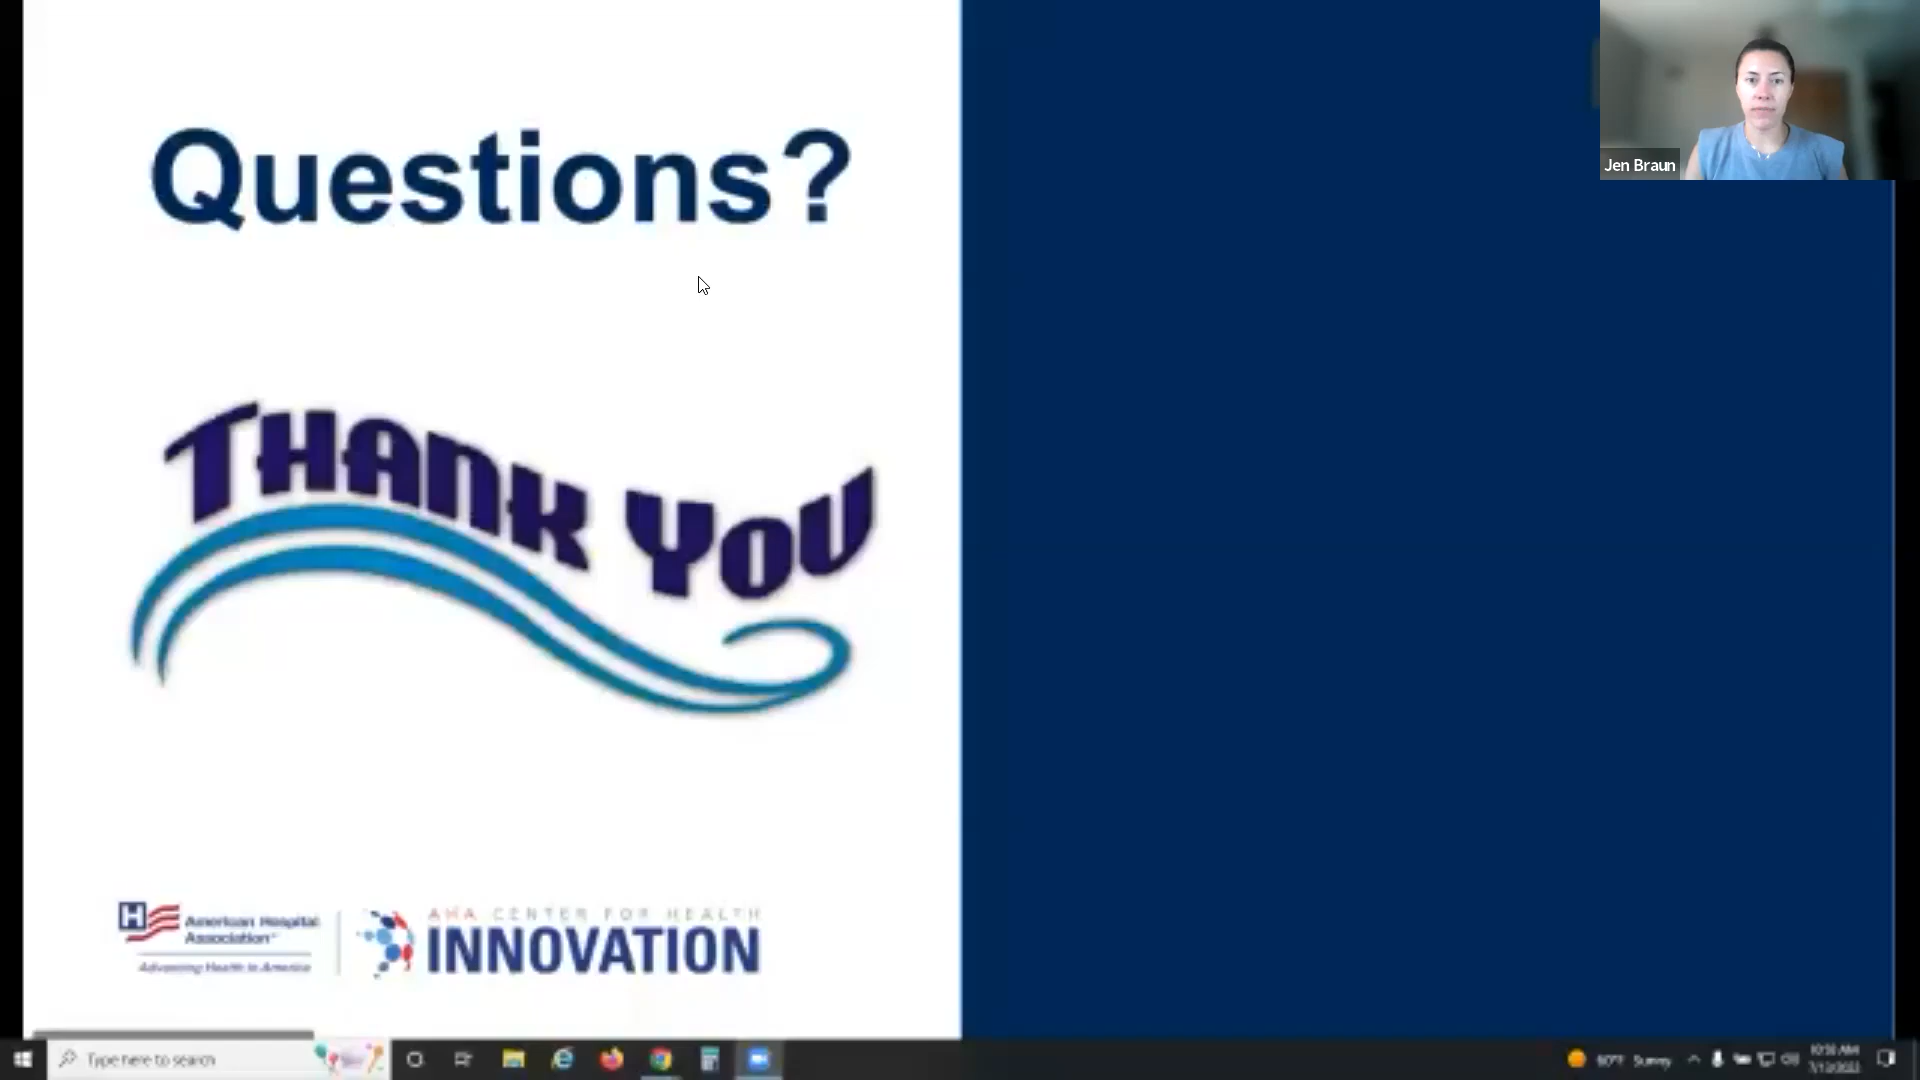 Questions?
Jen Braun
THANK YOU
American Hospital
Association
Advancing Health in America
AHA CENTER FOR HEALTH
INNOVATION
Type here to search
Sunny